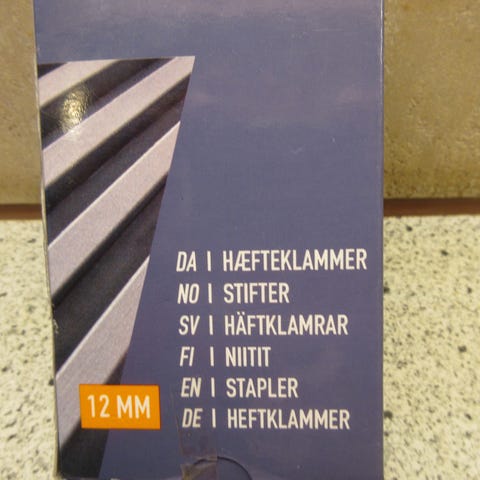 DA | HÆFTEKLAMMER
NO | STIFTER
SV | HÄFTKLAMRAR
FI | NIITIT
EN | STAPLER
DE | HEFTKLAMMER
12 MM